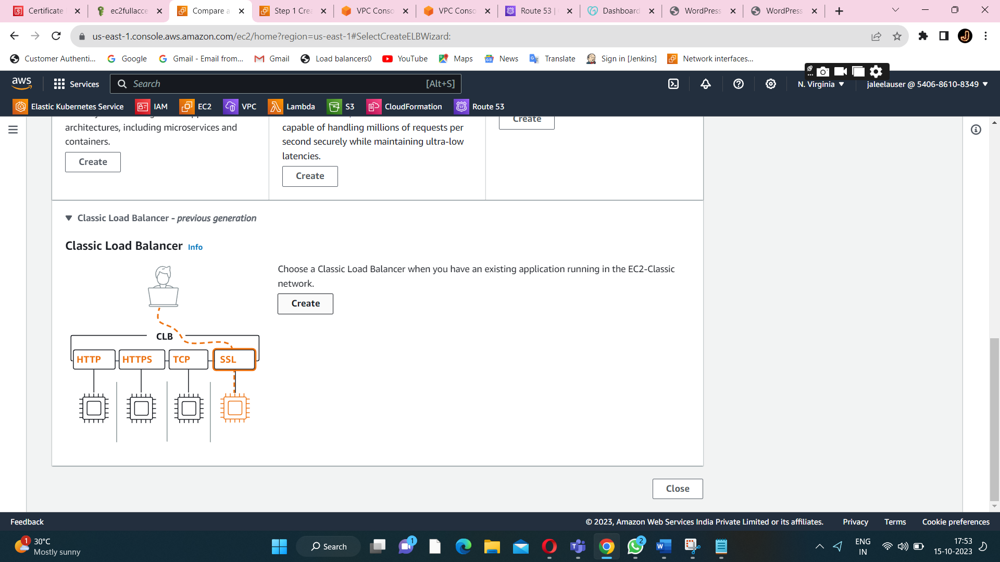 Certificate
ec2fullacce
Compare a
Step 1 Crea
VPC Conso
VPC Conso
Route 53 |
Dashboard
WordPress
WordPress
us-east-1.console.aws.amazon.com/ec2/home?region=us-east-1#SelectCreateELBWizard:
Customer Authenti...
Google
Gmail - Email from...
Gmail
Load balancers0
YouTube
Maps
News
Translate
Sign in [Jenkins]
Network interfaces...
aws
Services
Search
[Alt+S]
N. Virginia
jaleelauser @ 5406-8610-8349
Elastic Kubernetes Service
IAM
EC2
VPC
Lambda
S3
CloudFormation
Route 53
architectures, including microservices and
containers.
Create
capable of handling millions of requests per
second securely while maintaining ultra-low
latencies.
Create
Create
Classic Load Balancer - previous generation
Classic Load Balancer Info
Choose a Classic Load Balancer when you have an existing application running in the EC2-Classic
network.
Create
CLB
HTTP
HTTPS
TCP
SSL
Close
Feedback
© 2023, Amazon Web Services India Private Limited or its affiliates.
Privacy
Terms
Cookie preferences
1
30°C
Mostly sunny
Search
1
2
ENG
IN
17:53
15-10-2023